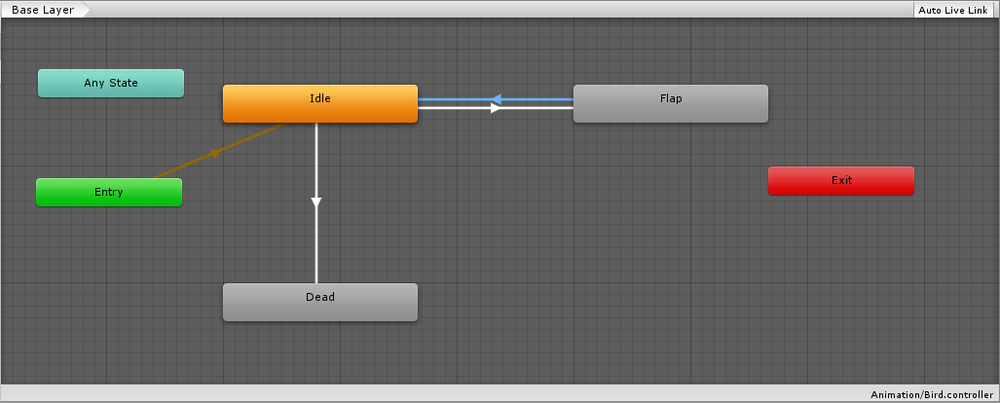 Base Layer
Auto Live Link
Any State
Idle
Flap
Entry
Exit
Dead
Animation/Bird.controller